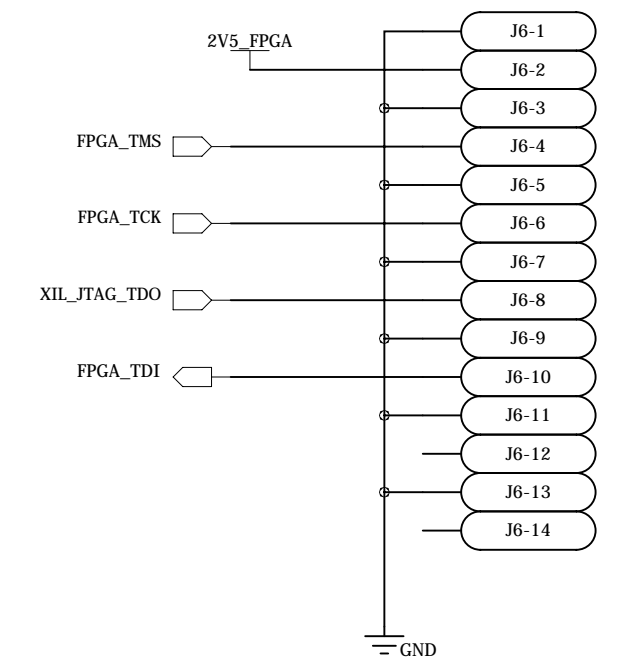 J6-1
2V5_FPGA
J6-2
J6-3
FPGA_TMS
J6-4
J6-5
FPGA_TCK
J6-6
J6-7
XIL_JTAG_TDO
J6-8
J6-9
FPGA_TDI
J6-10
J6-11
J6-12
J6-13
J6-14
GND